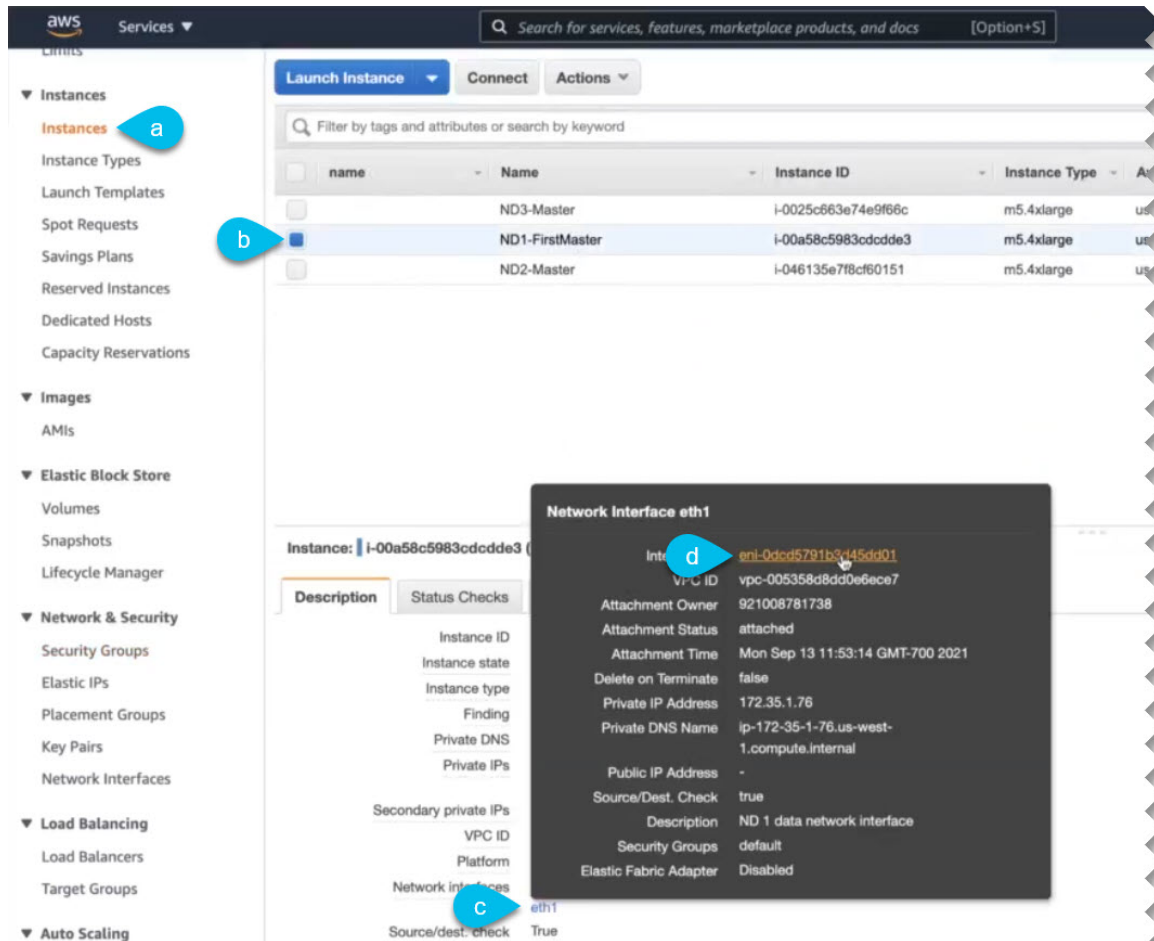 aws Services ▼ Search for services, features, marketplace products, and docs [Option+S]
Limits
▼ Instances
Instances
a
Instance Types
Launch Templates
Spot Requests
Savings Plans
Reserved Instances
Dedicated Hosts
Capacity Reservations
▼ Images
AMIs
▼ Elastic Block Store
Volumes
Snapshots
Lifecycle Manager
▼ Network & Security
Security Groups
Elastic IPs
Placement Groups
Key Pairs
Network Interfaces
▼ Load Balancing
Load Balancers
Target Groups
▼ Auto Scaling
Launch Instance Connect Actions
Filter by tags and attributes or search by keyword
name Name Instance ID Instance Type
ND3-Master i-0025c663e74e9f66c m5.4xlarge us
b
ND1-FirstMaster i-00a58c5983cdcdde3 m5.4xlarge us
ND2-Master i-046135e7f8cf60151 m5.4xlarge us
Instance: i-00a58c5983cdcdde3 (
Description Status Checks
Instance ID
Instance state
Instance type
Finding
Private DNS
Private IPs
Secondary private IPs
VPC ID
Platform
Network interfaces
c
eth1
Source/dest. check True
Network Interface eth1
d
eni-0dcd5791b3d45dd01
VPC ID vpc-005358d8dd0e6ece7
Attachment Owner 921008781738
Attachment Status attached
Attachment Time Mon Sep 13 11:53:14 GMT-700 2021
Delete on Terminate false
Private IP Address 172.35.1.76
Private DNS Name ip-172-35-1-76.us-west-
1.compute.internal
Public IP Address -
Source/Dest. Check true
Description ND 1 data network interface
Security Groups default
Elastic Fabric Adapter Disabled